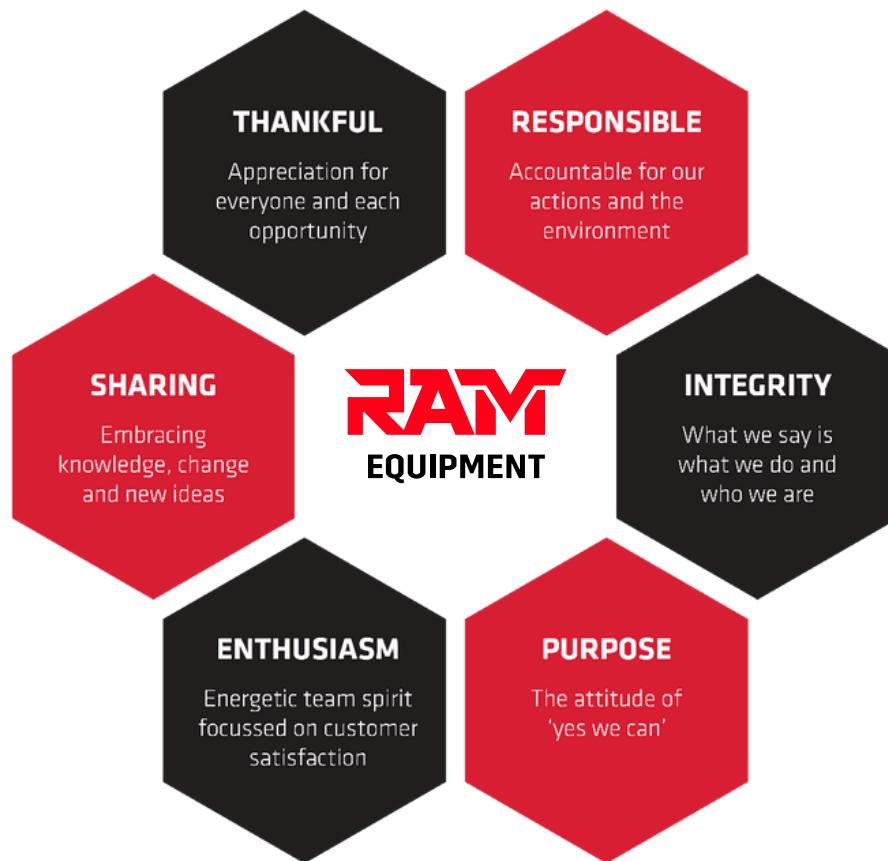 THANKFUL
Appreciation for
everyone and each
opportunity
RESPONSIBLE
Accountable for our
actions and the
environment
SHARING
Embracing
knowledge, change
and new ideas
RAM
EQUIPMENT
INTEGRITY
What we say is
what we do and
who we are
ENTHUSIASM
Energetic team spirit
focussed on customer
satisfaction
PURPOSE
The attitude of
‘yes we can’